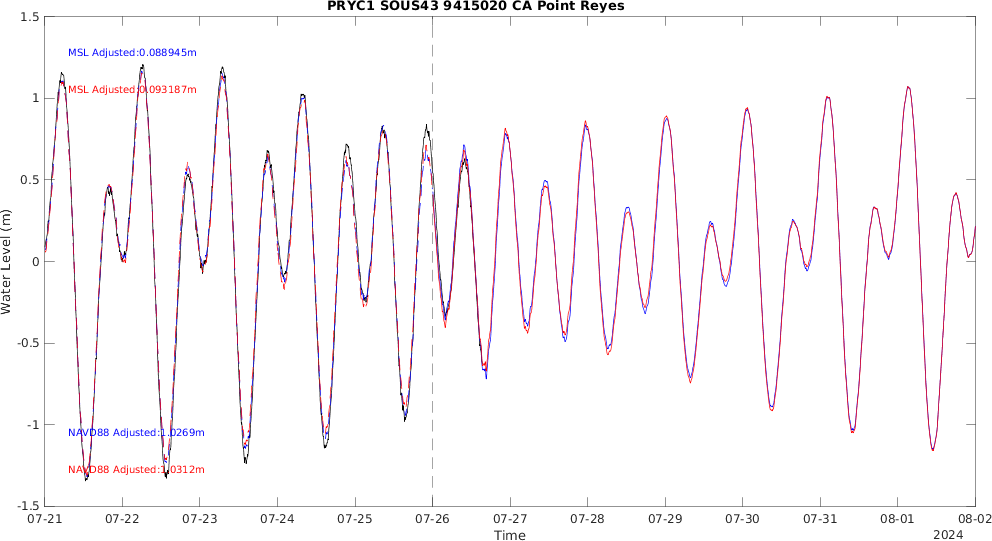 PRYC1 SOUS43 9415020 CA Point Reyes
1.5
MSL Adjusted:0.088945m
MSL Adjusted:0.093187m
1
0.5
Water Level (m)
0
-0.5
-1
NAVD88 Adjusted:1.0269m
NAVD88 Adjusted:1.0312m
-1.5
07-21 07-22 07-23 07-24 07-25 07-26 07-27 07-28 07-29 07-30 07-31 08-01 08-02
Time
2024